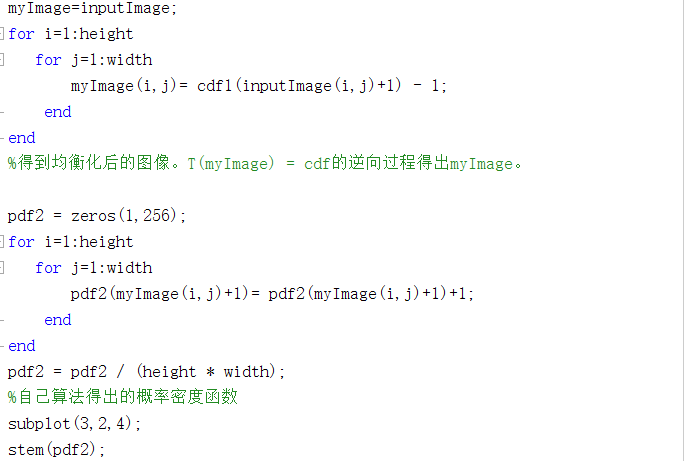 myImage=inputImage;
for i=1:height
for j=1:width
myImage(i,j)= cdf1(inputImage(i,j)+1) - 1;
end
end
%得到均衡化后的图像。T(myImage) = cdf的逆向过程得出myImage。
pdf2 = zeros(1,256);
for i=1:height
for j=1:width
pdf2(myImage(i,j)+1)= pdf2(myImage(i,j)+1)+1;
end
end
pdf2 = pdf2 / (height * width);
%自己算法得出的概率密度函数
subplot(3,2,4);
stem(pdf2);